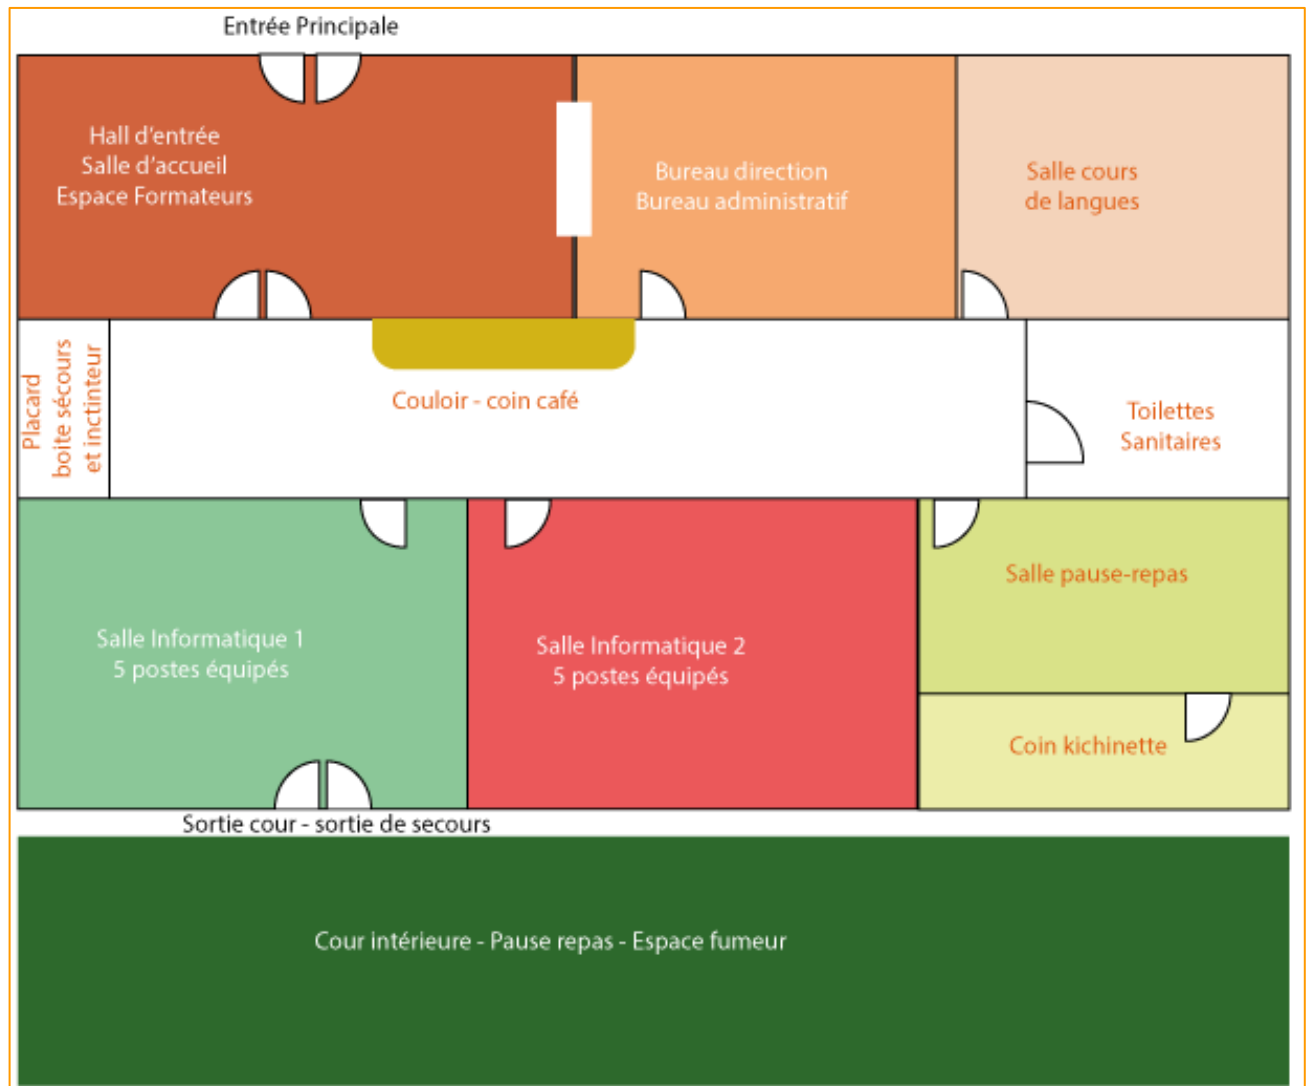 Entrée Principale
Hall d'entrée
Salle d'accueil
Espace Formateurs
Bureau direction
Bureau administratif
Salle cours
de langues
Placard
boite sécours
et inctinteur
Couloir - coin café
Toilettes
Sanitaires
Salle Informatique 1
5 postes équipés
Salle Informatique 2
5 postes équipés
Salle pause-repas
Coin kichinette
Sortie cour - sortie de secours
Cour intérieure - Pause repas - Espace fumeur